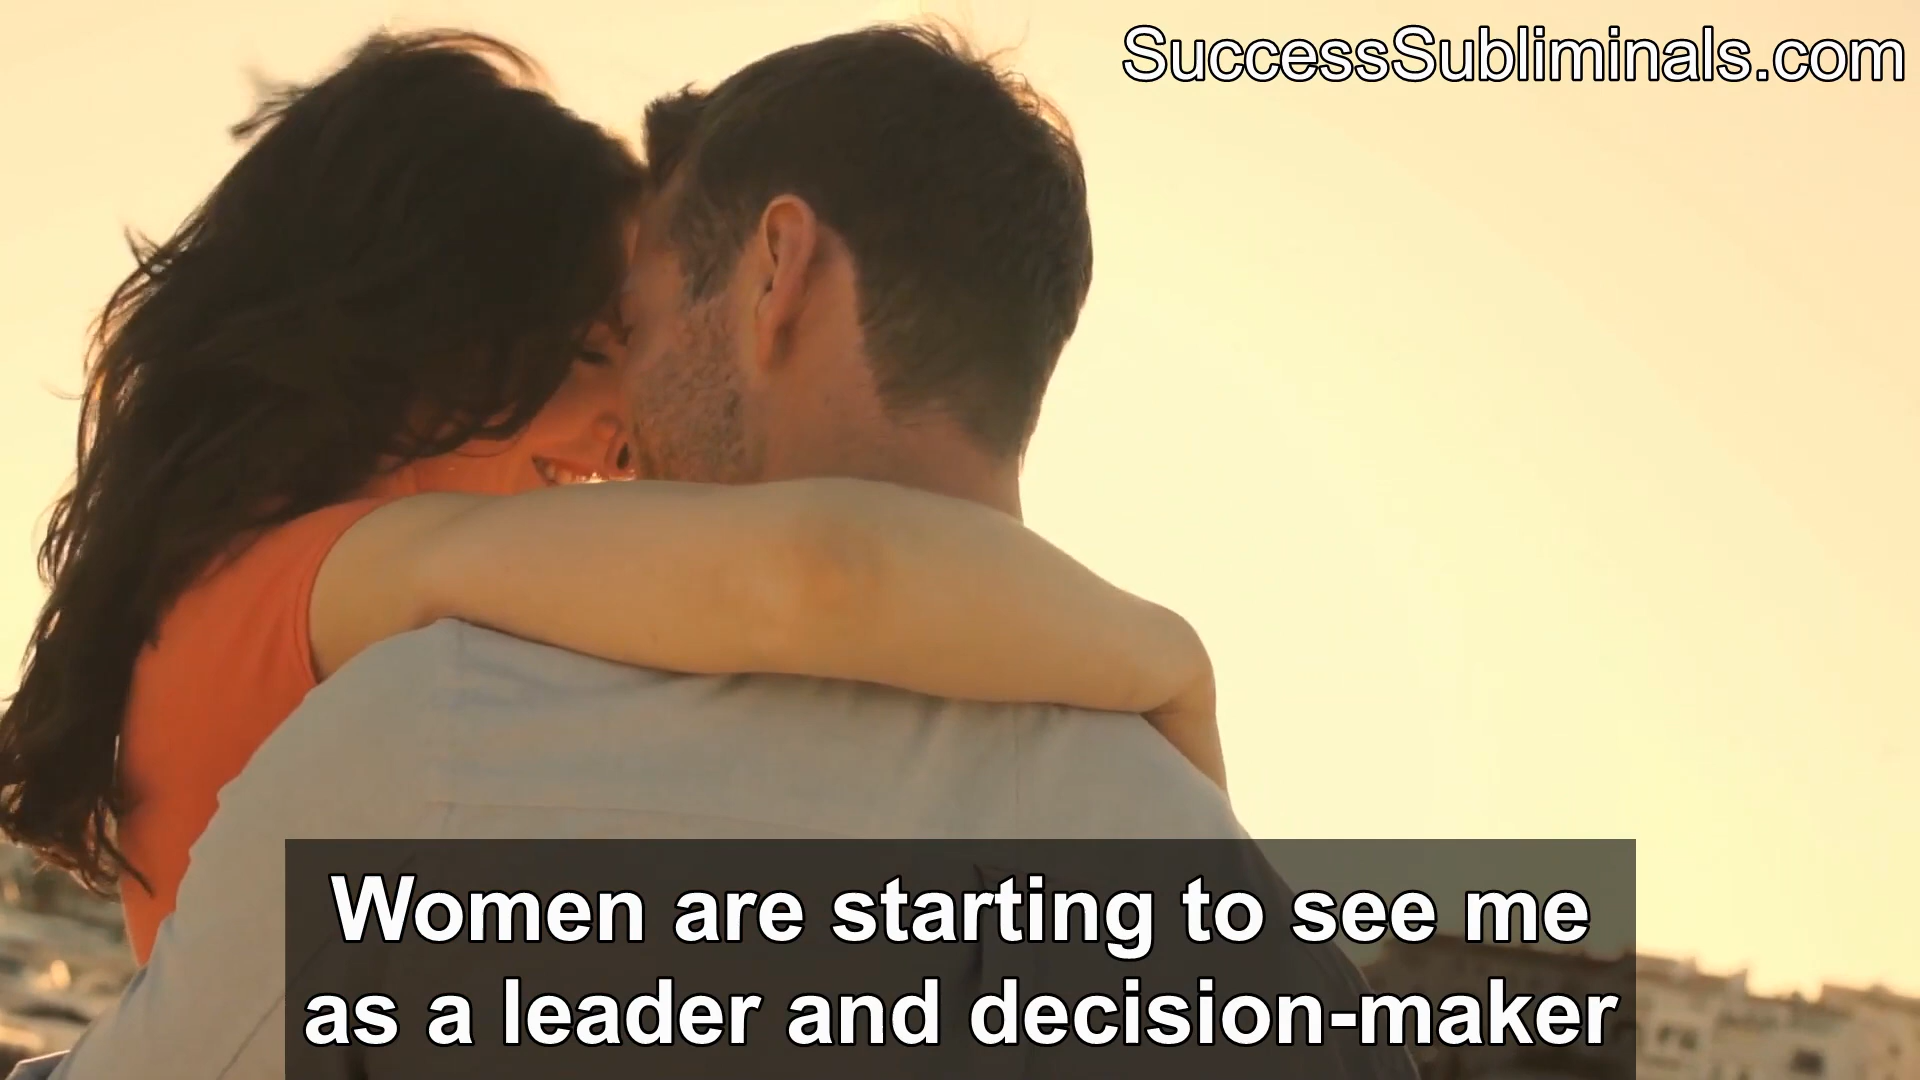 SuccessSubliminals.com
Women are starting to see me
as a leader and decision-maker